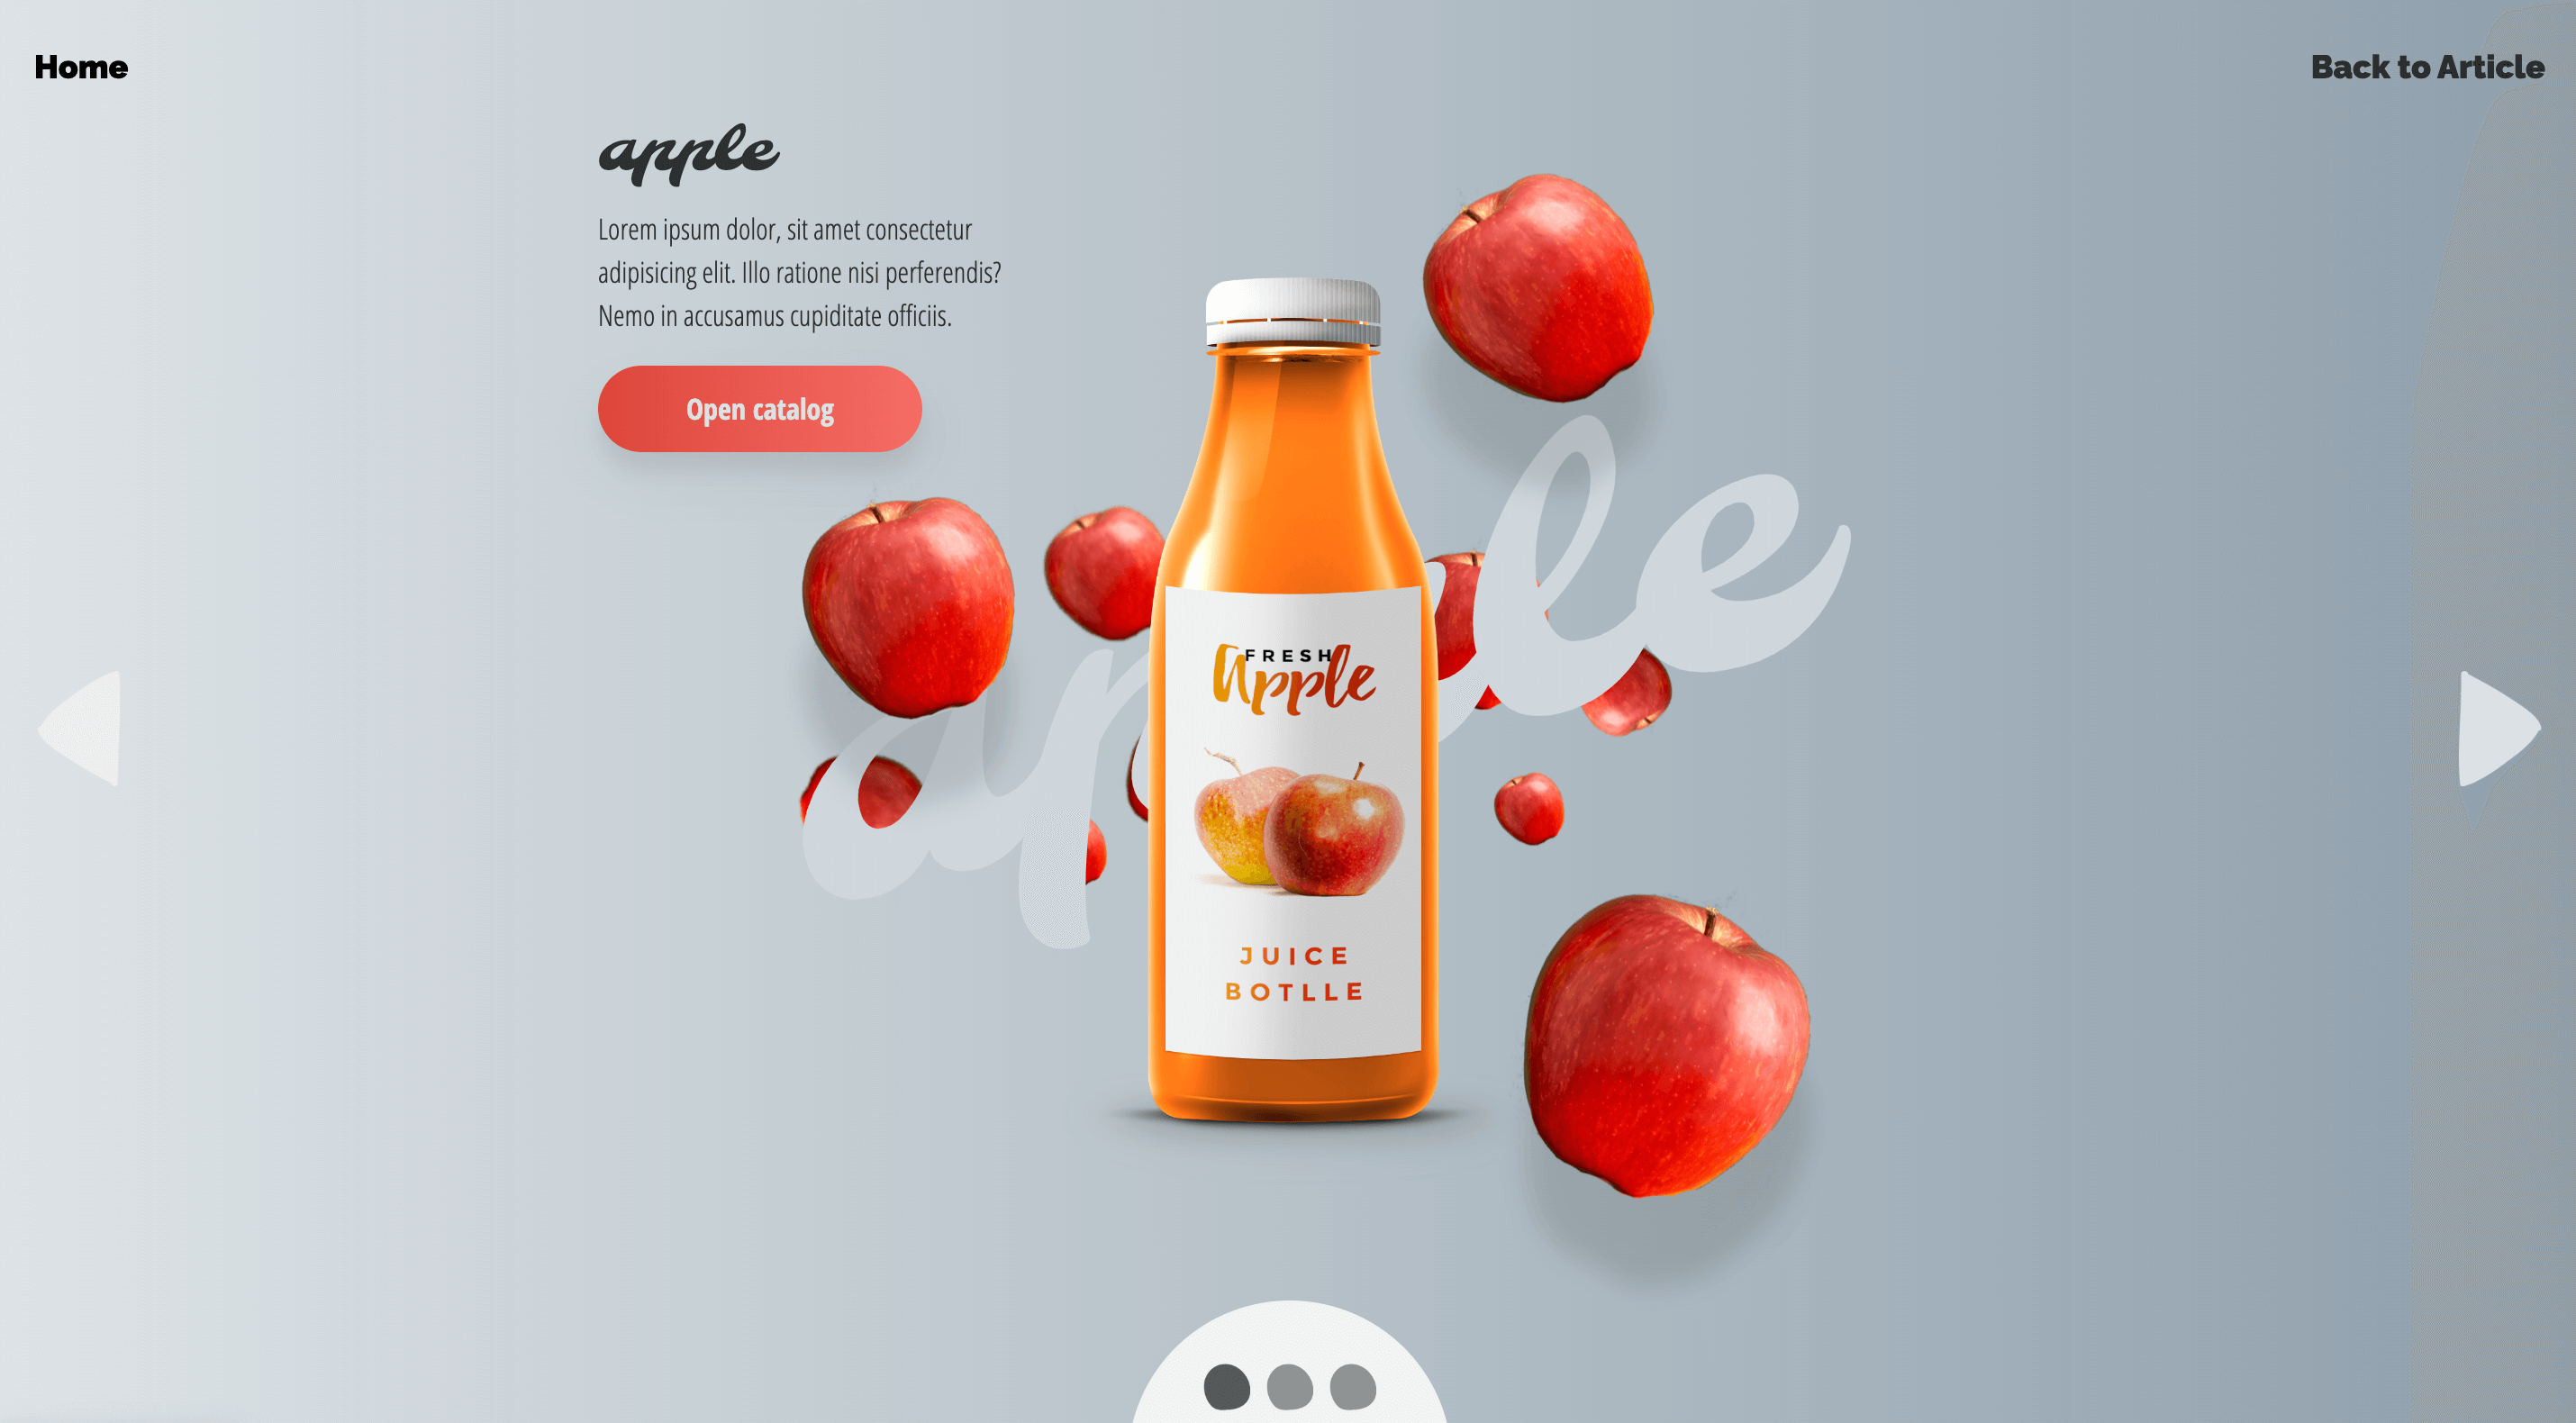 Home
Back to Article
apple
Lorem ipsum dolor, sit amet consectetur
adipisicing elit. Illo ratione nisi perferendis?
Nemo in accusamus cupiditate officiis.
Open catalog
apple
FRESH
Apple
JUICE
BOTLLE